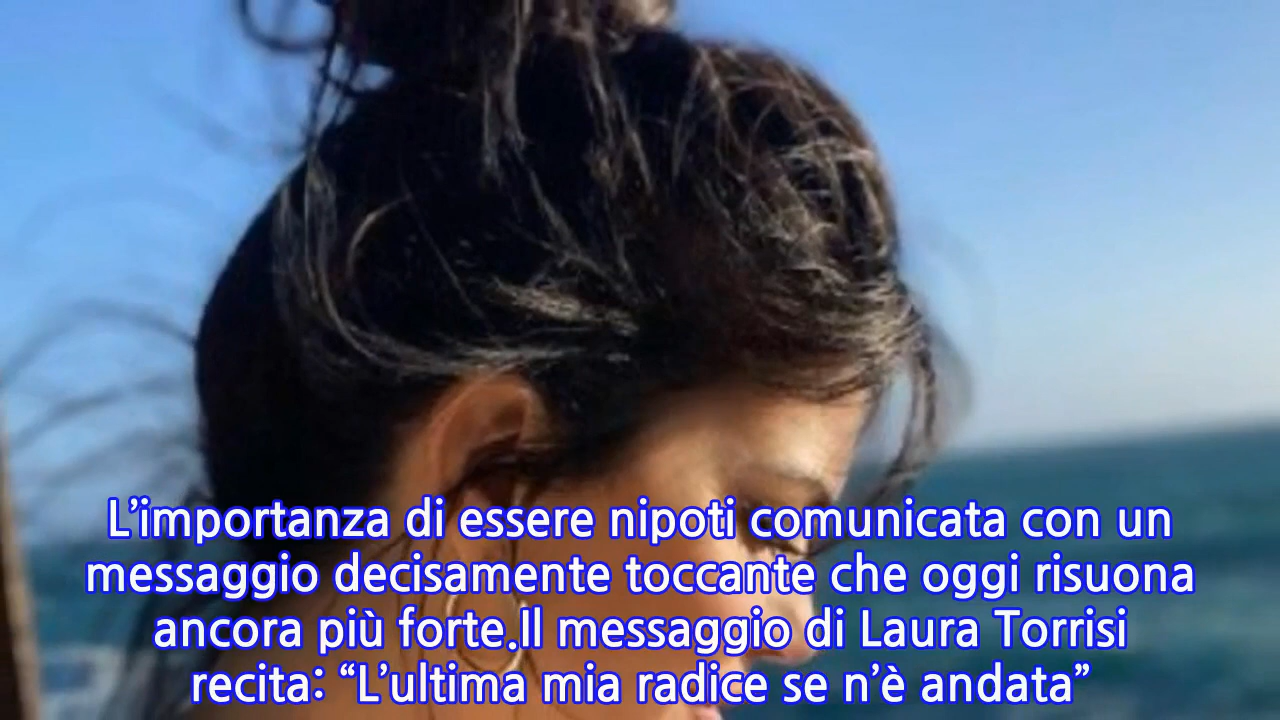 L’importanza di essere nipoti comunicata con un
messaggio decisamente toccante che oggi risuona
ancora più forte.Il messaggio di Laura Torrisi
recita: “L’ultima mia radice se n’è andata”